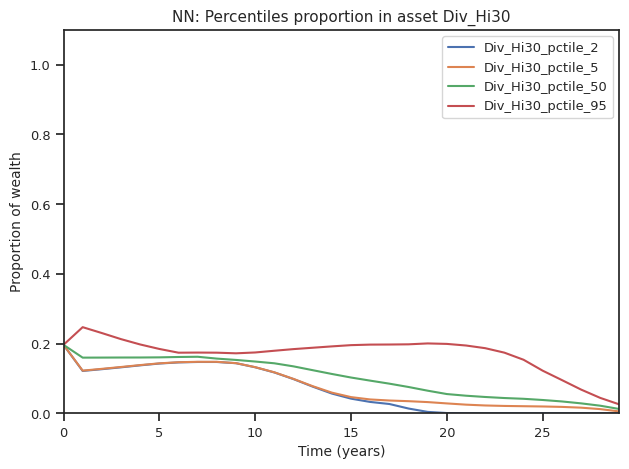 NN: Percentiles proportion in asset Div_Hi30
Div_Hi30_pctile_2
Div_Hi30_pctile_5
Div_Hi30_pctile_50
Div_Hi30_pctile_95
Proportion of wealth
1.0
0.8
0.6
0.4
0.2
0.0
0 5 10 15 20 25
Time (years)